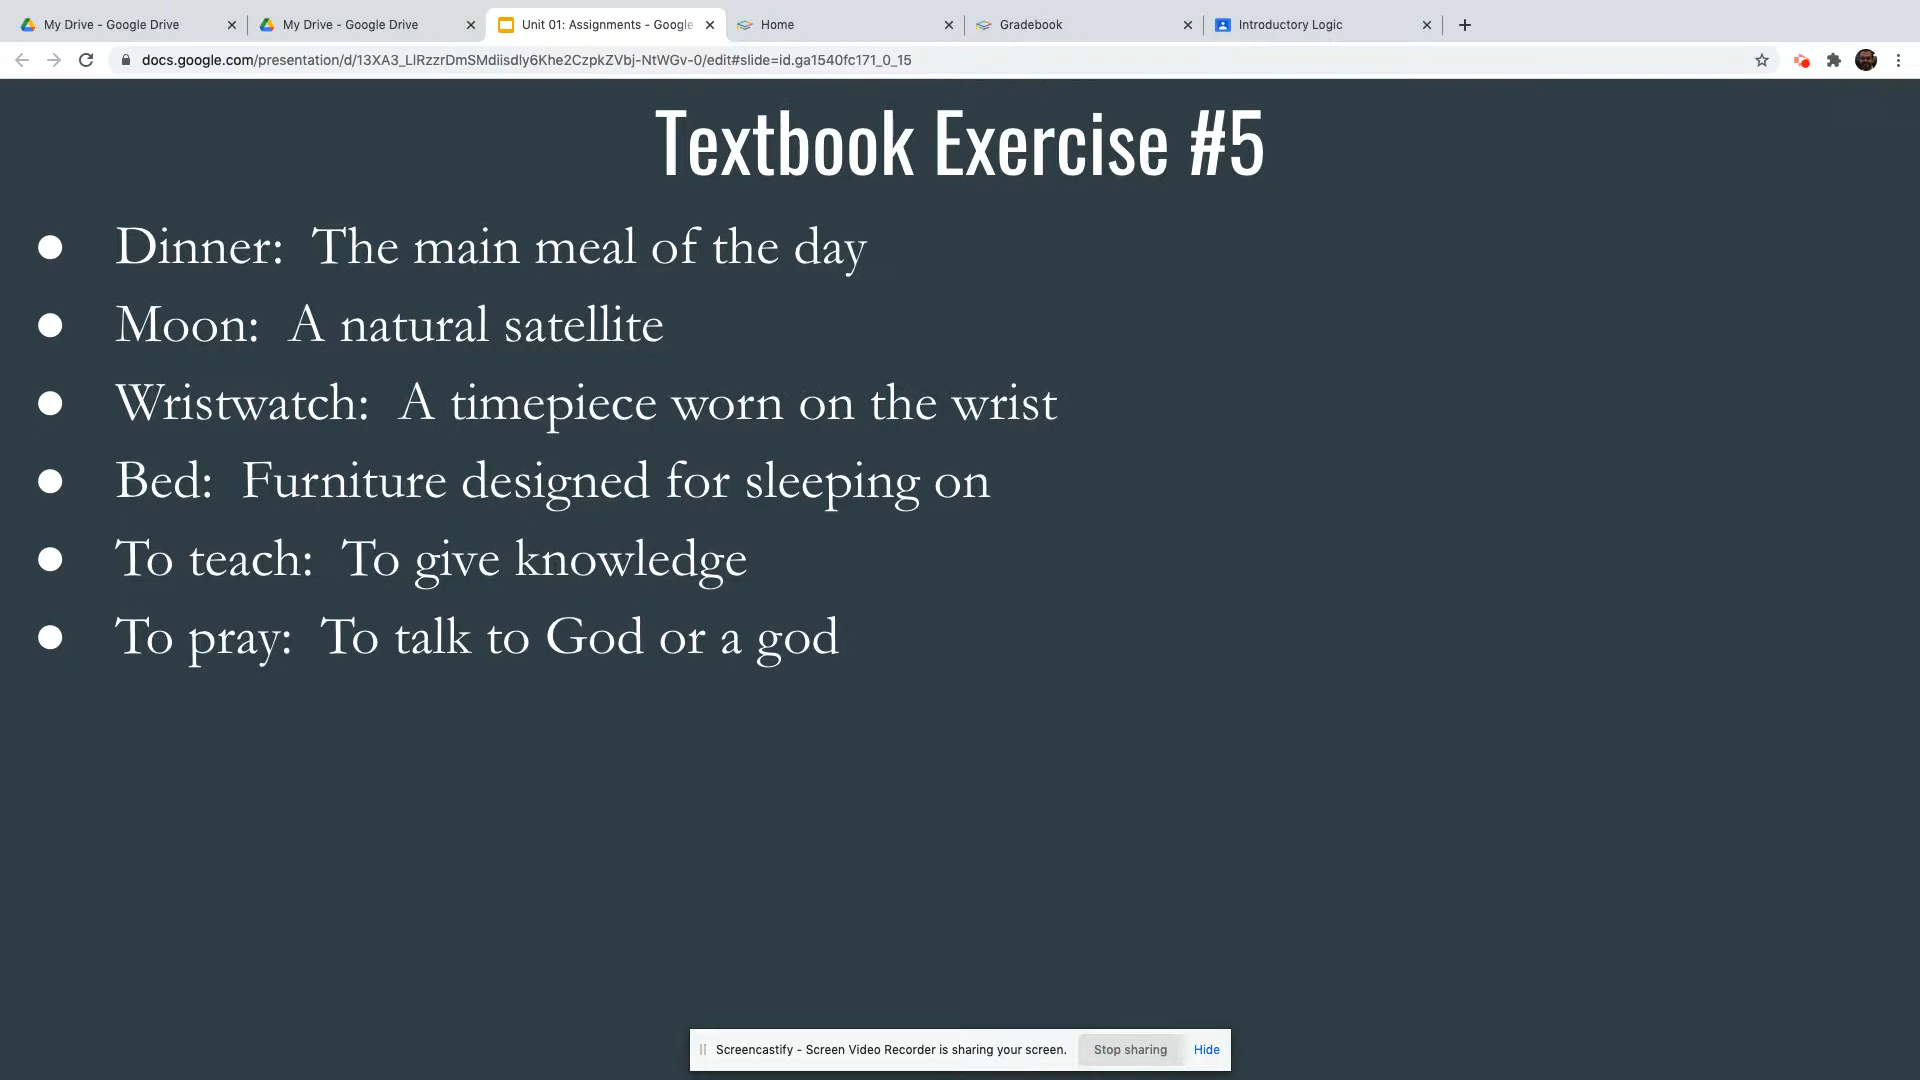 My Drive - Google Drive
My Drive - Google Drive
Unit 01: Assignments - Google
Home
Gradebook
Introductory Logic
docs.google.com/presentation/d/13XA3_LlRzzrDmSMdiisdly6Khe2CzpkZVbj-NtWGv-0/edit#slide=id.ga1540fc171_0_15
Textbook Exercise #5
● Dinner: The main meal of the day
● Moon: A natural satellite
● Wristwatch: A timepiece worn on the wrist
● Bed: Furniture designed for sleeping on
● To teach: To give knowledge
● To pray: To talk to God or a god
Screencastify - Screen Video Recorder is sharing your screen. Stop sharing Hide